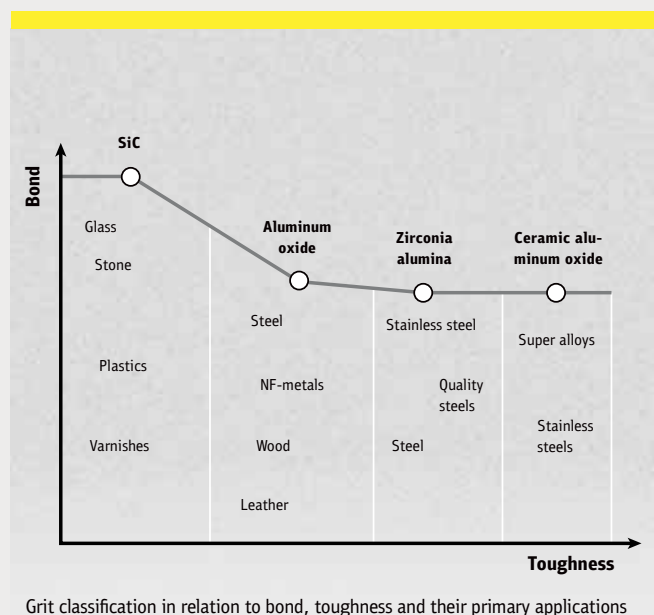 SiC
Bond
Glass
Stone
Plastics
Varnishes
Aluminum
oxide
Steel
NF-metals
Wood
Leather
Zirconia
alumina
Stainless steel
Quality
steels
Steel
Ceramic alu-
minum oxide
Super alloys
Stainless
steels
Toughness
Grit classification in relation to bond, toughness and their primary applications